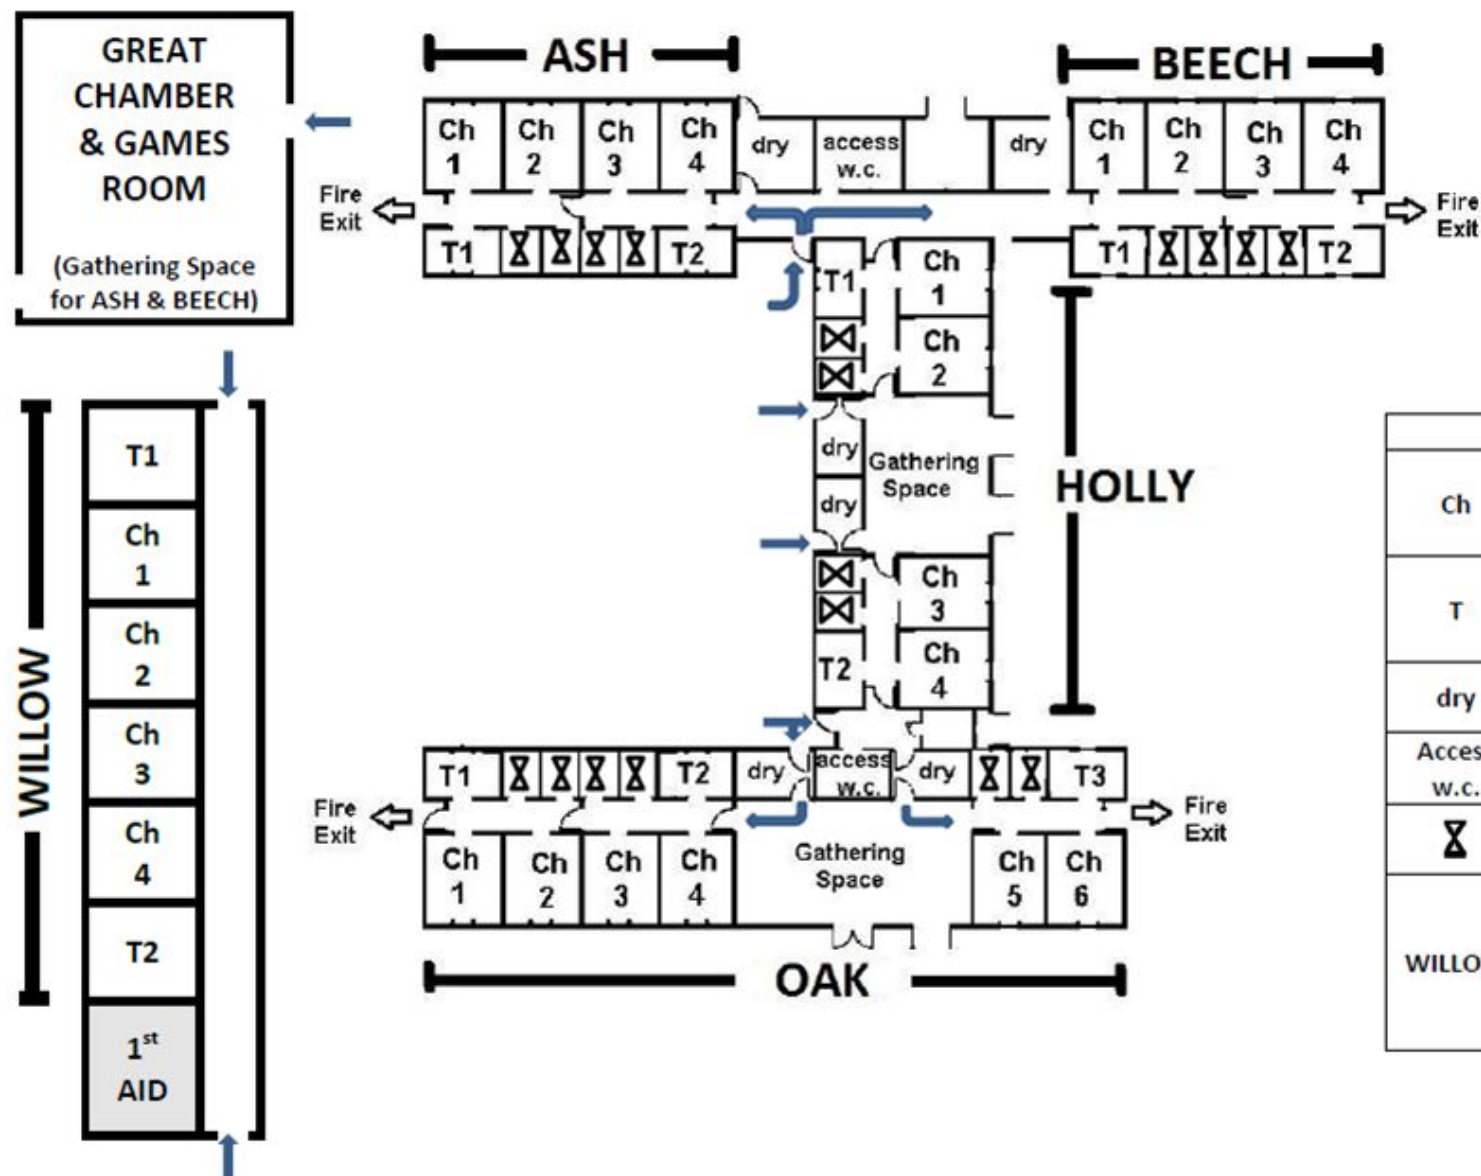 GREAT
CHAMBER
& GAMES
ROOM
(Gathering Space
for ASH & BEECH)
ASH
BEECH
Ch
1
Ch
2
Ch
3
Ch
4
dry
access
w.c.
dry
Ch
1
Ch
2
Ch
3
Ch
4
Fire
Exit
Fire
Exit
T1
T2
T1
T2
T1
Ch
1
Ch
2
dry
Gathering
Space
dry
HOLLY
Ch
3
T2
Ch
4
WILLOW
T1
Ch
1
Ch
2
Ch
3
Ch
4
T2
1st
AID
T1
T2
dry
access
w.c.
dry
T3
Fire
Exit
Fire
Exit
Ch
1
Ch
2
Ch
3
Ch
4
Gathering
Space
Ch
5
Ch
6
OAK
Ch
T
dry
Acces
w.c.
WILLO